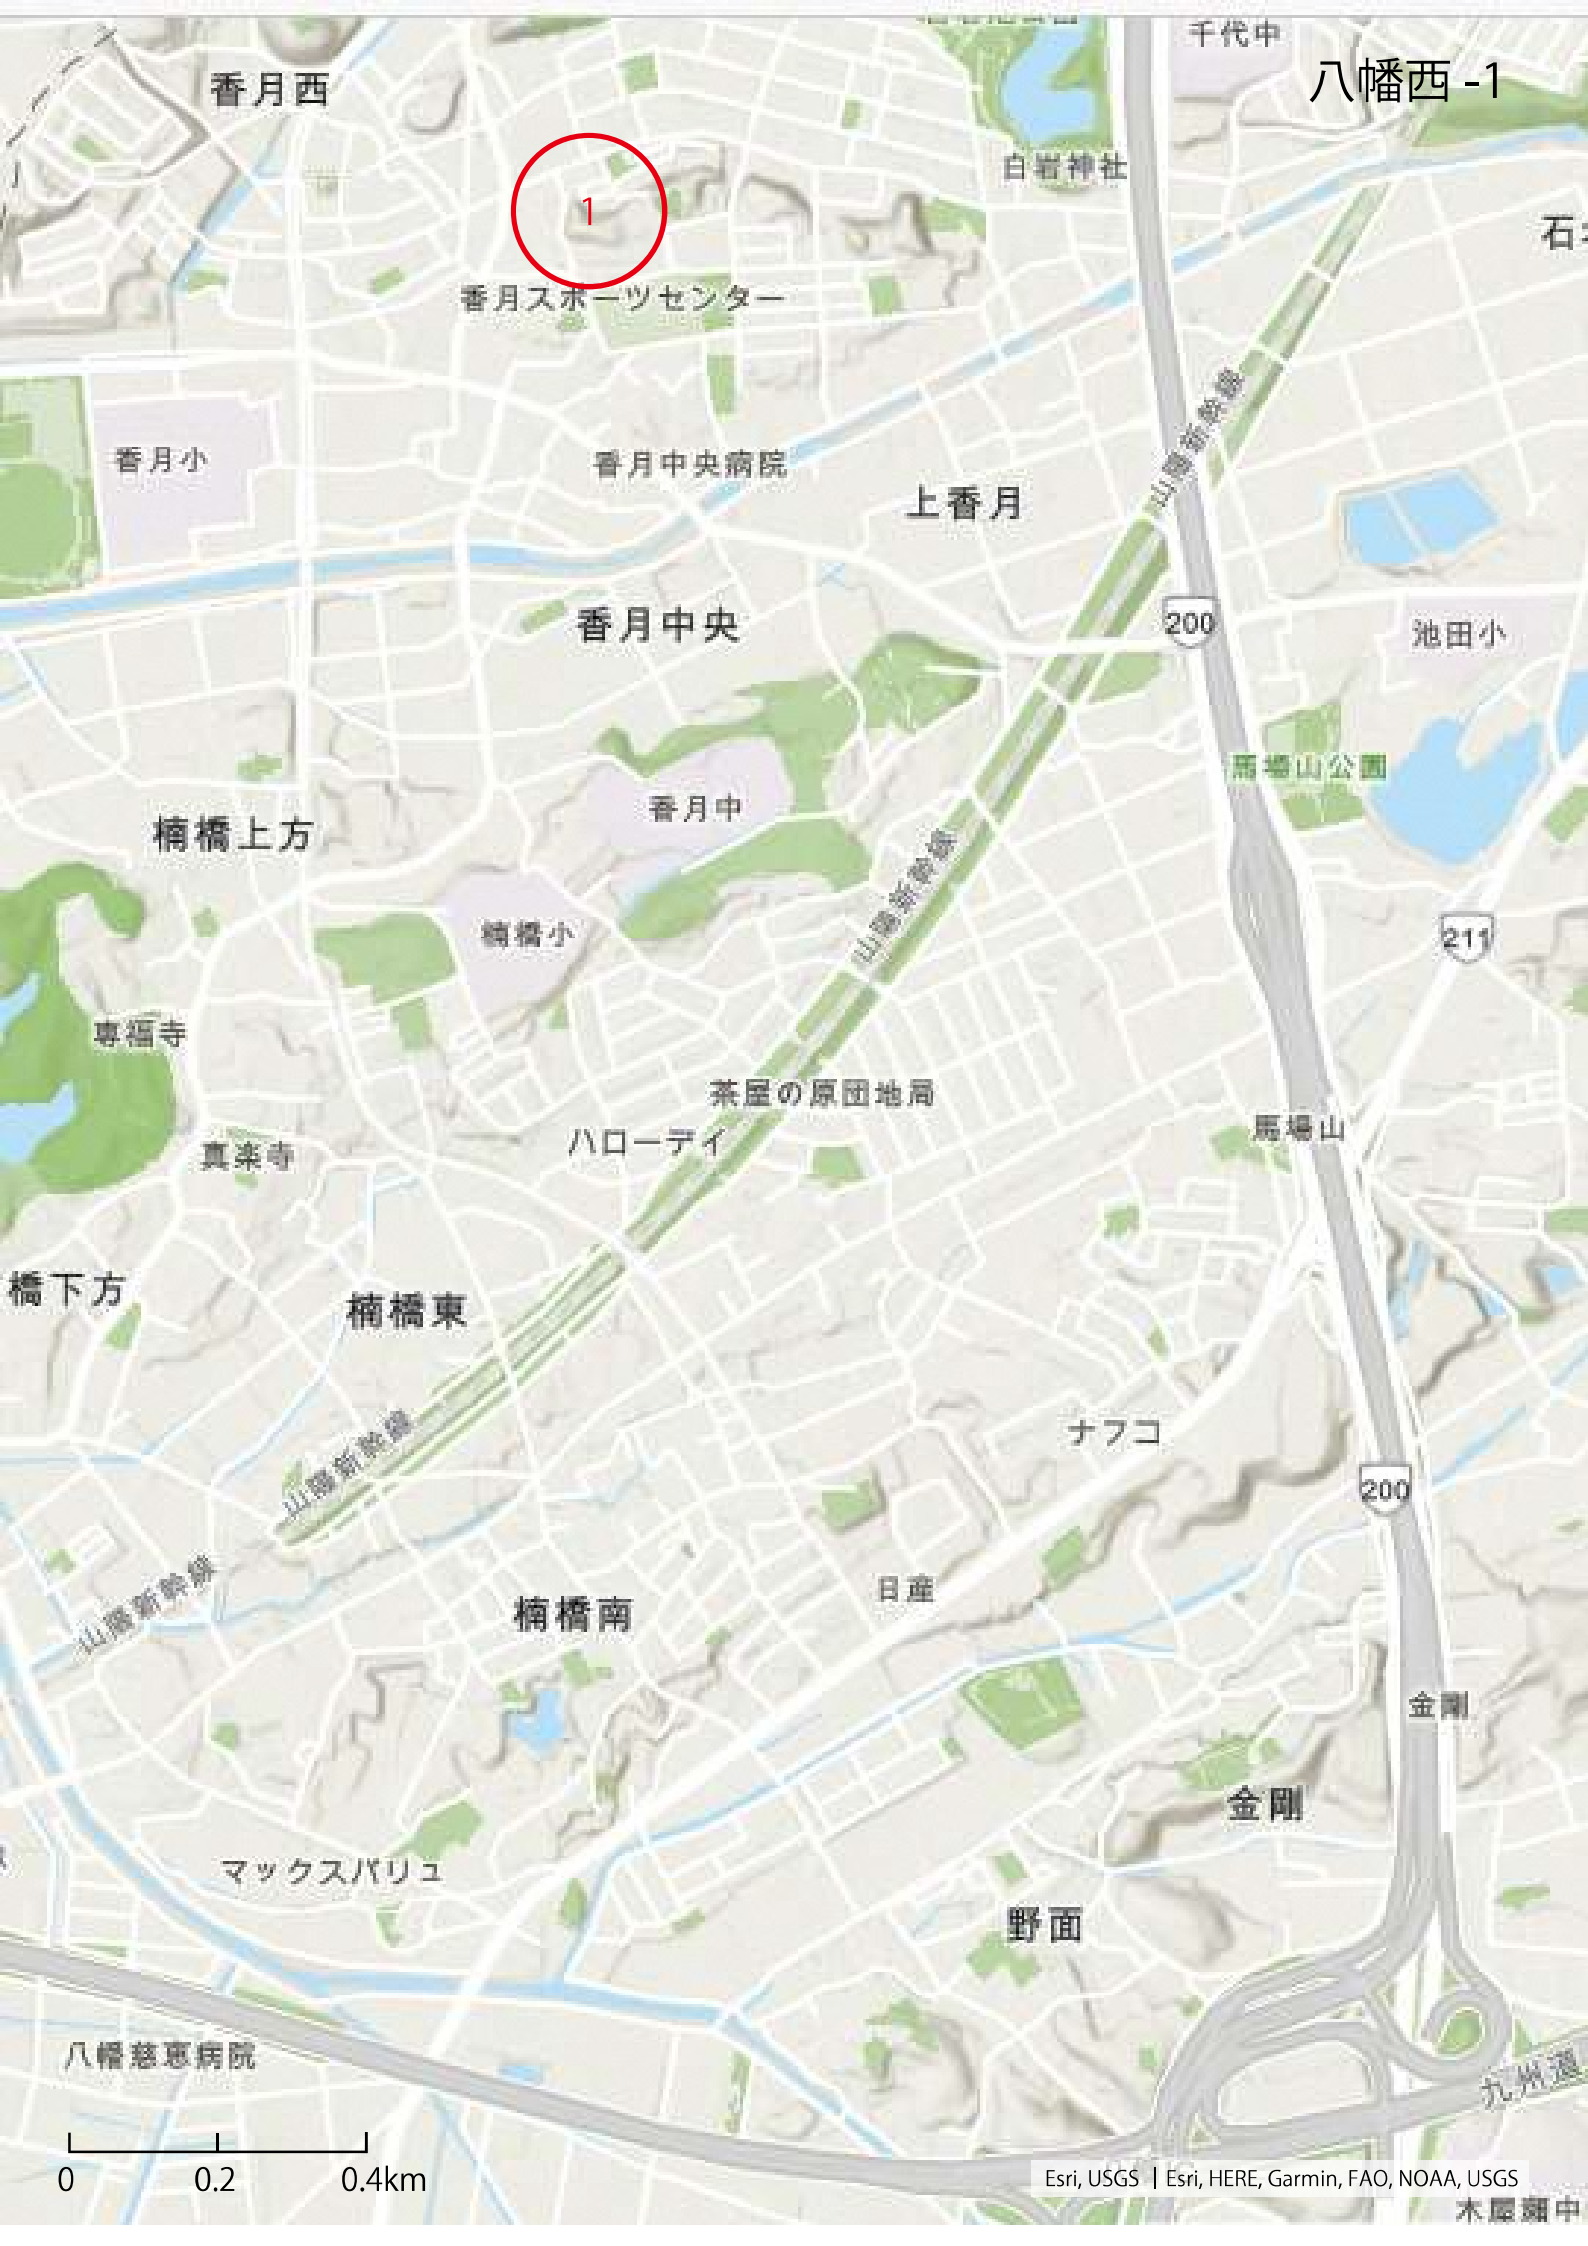 千代中
八幡西 -1
香月西
白岩神社
1
香月スポーツセンター
山陽新幹線
香月小
香月中央病院
上香月
200
香月中央
池田小
馬場山公園
香月中
楠橋上方
山陽新幹線
楠橋小
211
専福寺
茶屋の原団地局
ハローデイ
馬場山
真楽寺
橋下方
楠橋東
山陽新幹線
ナフコ
200
山陽新幹線
日産
楠橋南
金剛
金剛
マックスバリュ
野面
八幡慈恵病院
九州道
0 0.2 0.4km
Esri, USGS | Esri, HERE, Garmin, FAO, NOAA, USGS
木屋瀬中